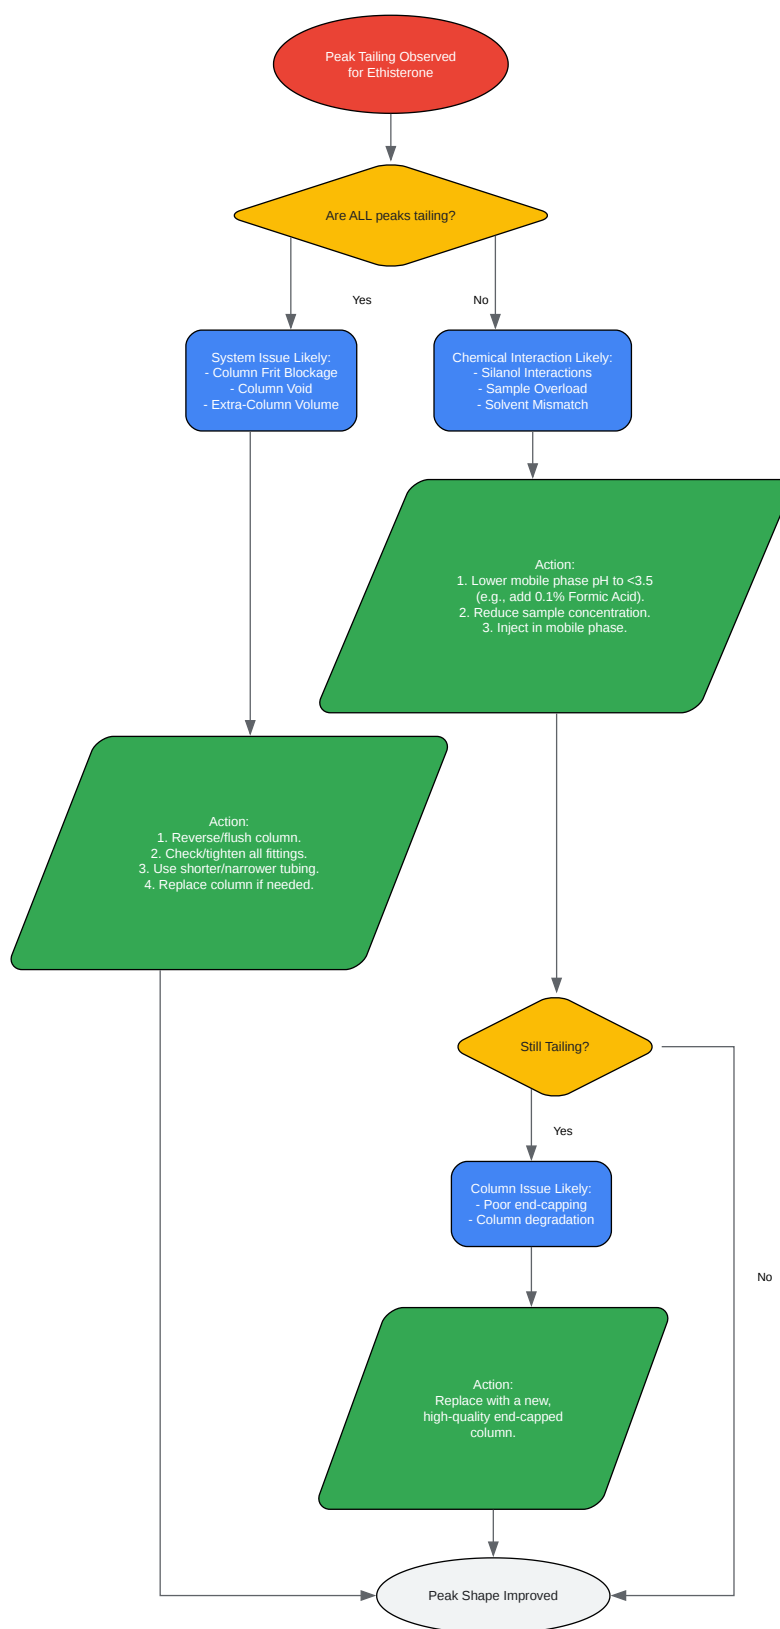 Peak Tailing Observed
for Ethisterone
Are ALL peaks tailing?
Yes
No
System Issue Likely:
- Column Frit Blockage
- Column Void
- Extra-Column Volume
Chemical Interaction Likely:
- Silanol Interactions
- Sample Overload
- Solvent Mismatch
Action:
1. Lower mobile phase pH to <3.5
(e.g., add 0.1% Formic Acid).
2. Reduce sample concentration.
3. Inject in mobile phase.
Action:
1. Reverse/flush column.
2. Check/tighten all fittings.
3. Use shorter/narrower tubing.
4. Replace column if needed.
Still Tailing?
Yes
Column Issue Likely:
- Poor end-capping
- Column degradation
No
Action:
Replace with a new,
high-quality end-capped
column.
Peak Shape Improved